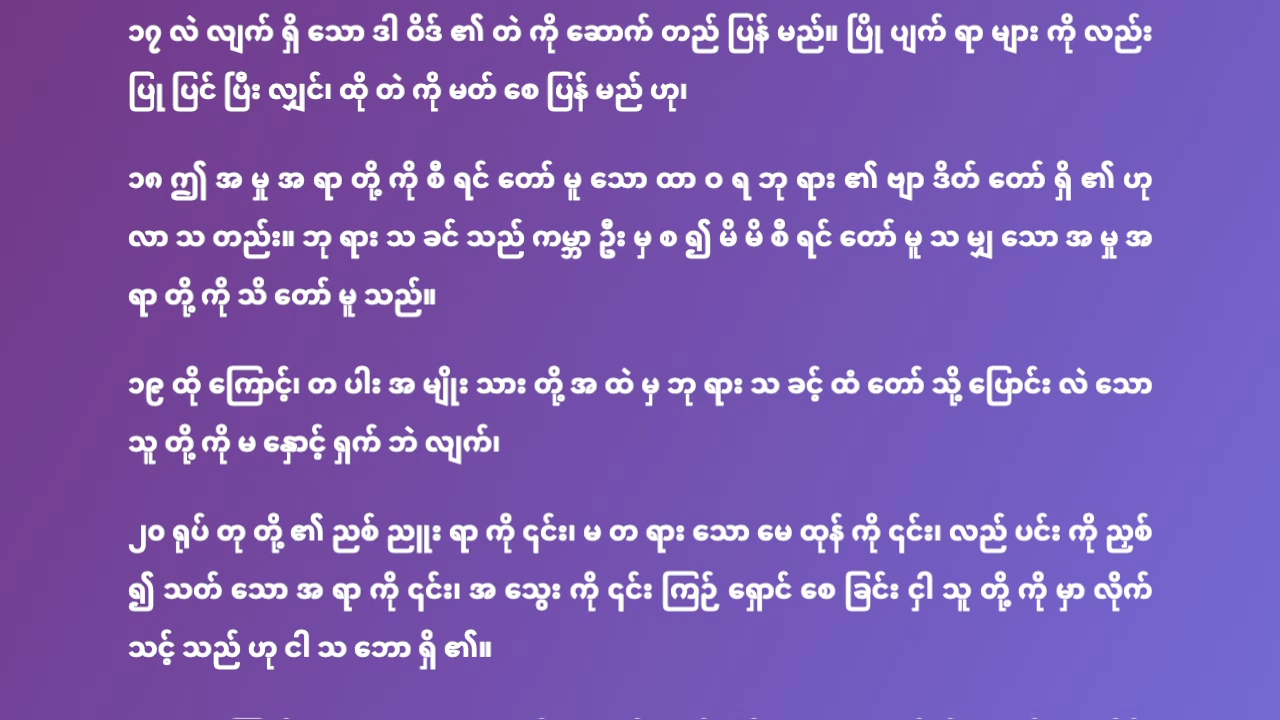 ၁၇ လဲ လျက် ရှိ သော ဒါ ဝိဒ် ၏ တဲ ကို ဆောက် တည် ပြန် မည်။ ပြို ပျက် ရာ များ ကို လည်း
ပြု ပြင် ပြီး လျှင်၊ ထို တဲ ကို မတ် စေ ပြန် မည် ဟု၊
၁၈ ဤ အ မှု အ ရာ တို့ ကို စီ ရင် တော် မူ သော ထာ ဝ ရ ဘု ရား ၏ ဗျာ ဒိတ် တော် ရှိ ၏ ဟု
လာ သ တည်း။ ဘု ရား သ ခင် သည် ကမ္ဘာ ဦး မှ စ ၍ မိ မိ စီ ရင် တော် မူ သ မျှ သော အ မှု အ
ရာ တို့ ကို သိ တော် မူ သည်။
၁၉ ထို ကြောင့်၊ တ ပါး အ မျိုး သား တို့ အ ထဲ မှ ဘု ရား သ ခင့် ထံ တော် သို့ ပြောင်း လဲ သော
သူ တို့ ကို မ နှောင့် ရှက် ဘဲ လျက်၊
၂၀ ရုပ် တု တို့ ၏ ညစ် ညူး ရာ ကို ၎င်း၊ မ တ ရား သော မေ ထုန် ကို ၎င်း၊ လည် ပင်း ကို ညှစ်
၍ သတ် သော အ ရာ ကို ၎င်း၊ အ သွေး ကို ၎င်း ကြဉ် ရှောင် စေ ခြင်း ငှါ သူ တို့ ကို မှာ လိုက်
သင့် သည် ဟု ငါ သ ဘော ရှိ ၏။